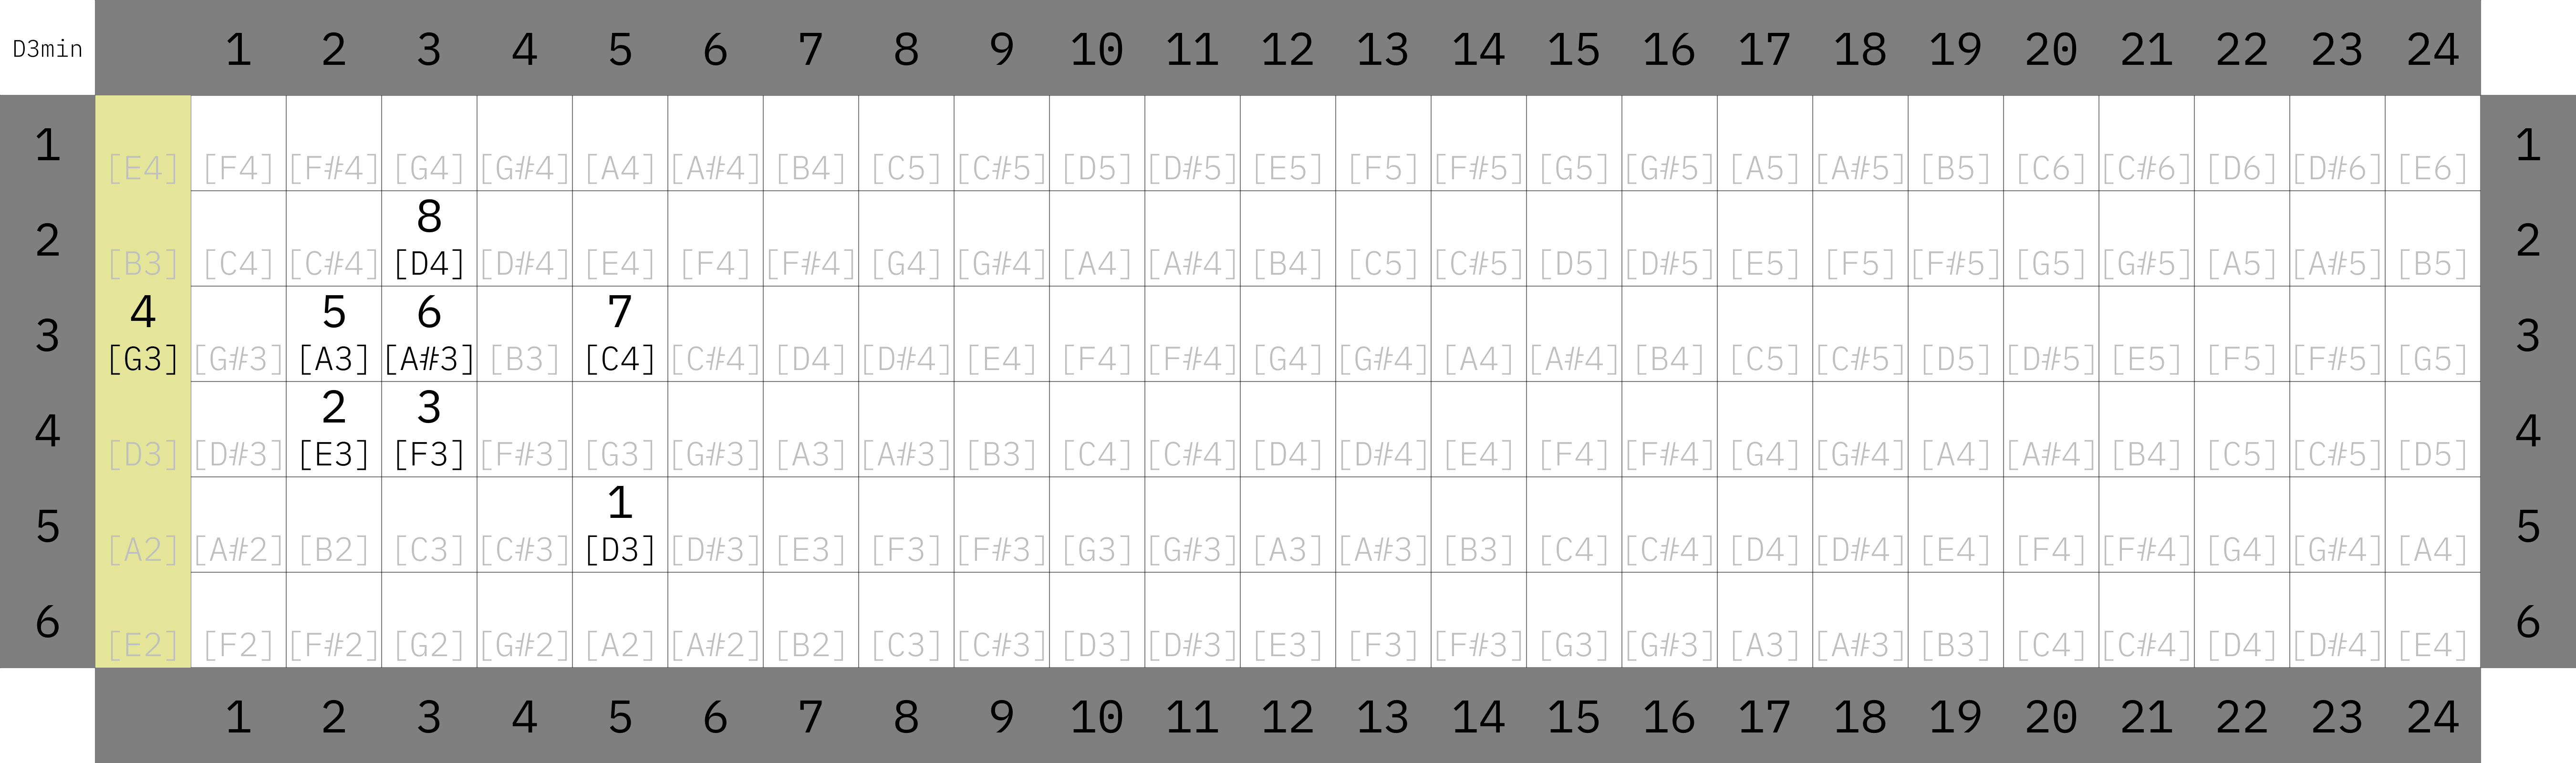 D3min 1 2 3 4 5 6 7 8 9 10 11 12 13 14 15 16 17 18 19 20 21 22 23 24
1 [E4] [F4] [F#4] [G4] [G#4] [A4] [A#4] [B4] [C5] [C#5] [D5] [D#5] [E5] [F5] [F#5] [G5] [G#5] [A5] [A#5] [B5] [C6] [C#6] [D6] [D#6] [E6] 1
8
2 [B3] [C4] [C#4] [D4] [D#4] [E4] [F4] [F#4] [G4] [G#4] [A4] [A#4] [B4] [C5] [C#5] [D5] [D#5] [E5] [F5] [F#5] [G5] [G#5] [A5] [A#5] [B5] 2
4 5 6 7
3 [G3] [G#3] [A3] [A#3] [B3] [C4] [C#4] [D4] [D#4] [E4] [F4] [F#4] [G4] [G#4] [A4] [A#4] [B4] [C5] [C#5] [D5] [D#5] [E5] [F5] [F#5] [G5] 3
2 3
4 [D3] [D#3] [E3] [F3] [F#3] [G3] [G#3] [A3] [A#3] [B3] [C4] [C#4] [D4] [D#4] [E4] [F4] [F#4] [G4] [G#4] [A4] [A#4] [B4] [C5] [C#5] [D5] 4
1
5 [A2] [A#2] [B2] [C3] [C#3] [D3] [D#3] [E3] [F3] [F#3] [G3] [G#3] [A3] [A#3] [B3] [C4] [C#4] [D4] [D#4] [E4] [F4] [F#4] [G4] [G#4] [A4] 5
6 [E2] [F2] [F#2] [G2] [G#2] [A2] [A#2] [B2] [C3] [C#3] [D3] [D#3] [E3] [F3] [F#3] [G3] [G#3] [A3] [A#3] [B3] [C4] [C#4] [D4] [D#4] [E4] 6
1 2 3 4 5 6 7 8 9 10 11 12 13 14 15 16 17 18 19 20 21 22 23 24